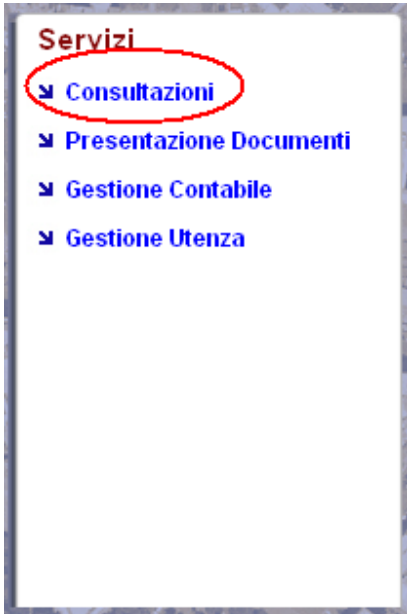 Servizi
Consultazioni
Presentazione Documenti
Gestione Contabile
Gestione Utenza